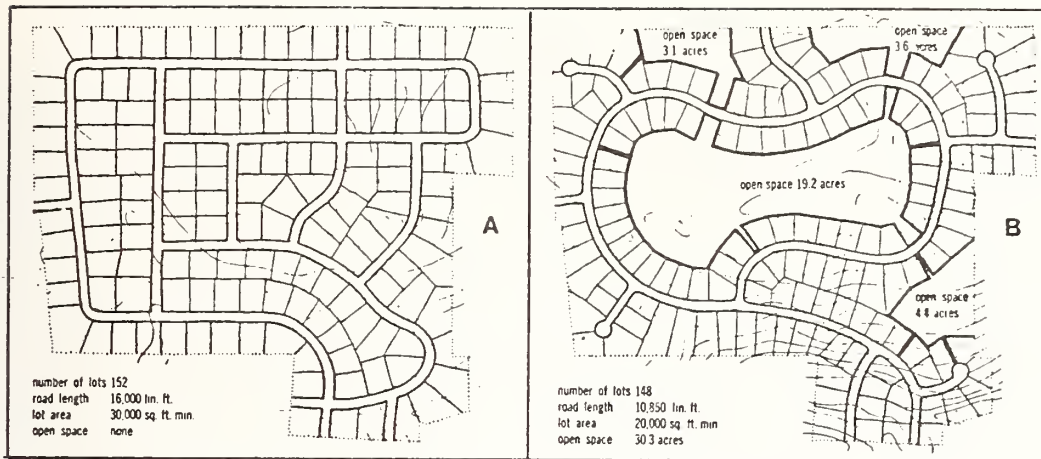 A
number of lots 152
road length 16,000 lin. ft.
lot area 30,000 sq. ft. min.
open space none
open space
3.1 acres
open space
3.6 acres
open space 19.2 acres
B
open space
4.8 acres
number of lots 148
road length 10,850 lin. ft.
lot area 20,000 sq. ft. min
open space 30.3 acres